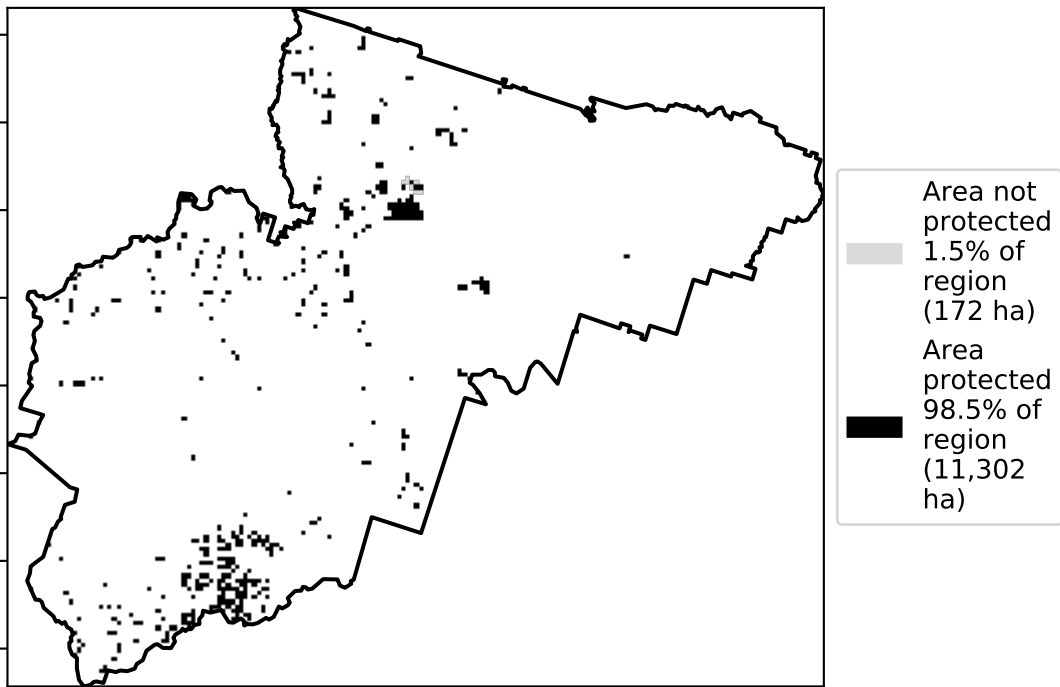 Area not
protected
1.5% of
region
(172 ha)
Area
protected
98.5% of
region
(11,302
ha)